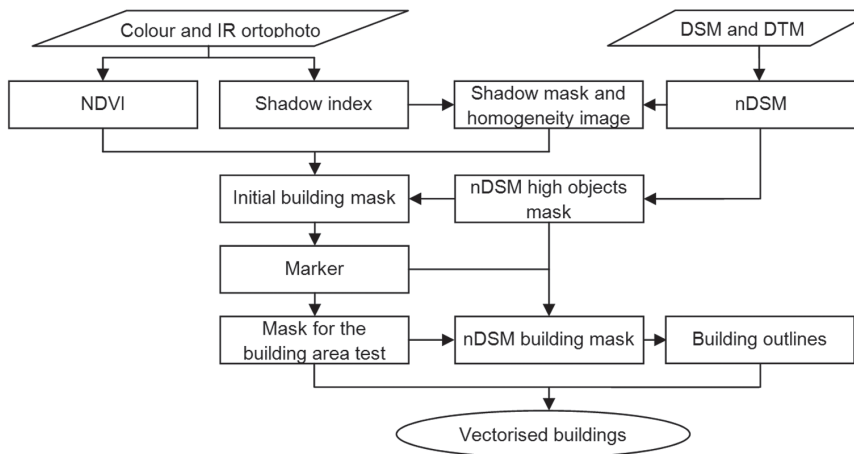 Colour and IR ortophoto
DSM and DTM
NDVI
Shadow index
Shadow mask and
homogeneity image
nDSM
Initial building mask
nDSM high objects
mask
Marker
Mask for the
building area test
nDSM building mask
Building outlines
Vectorised buildings